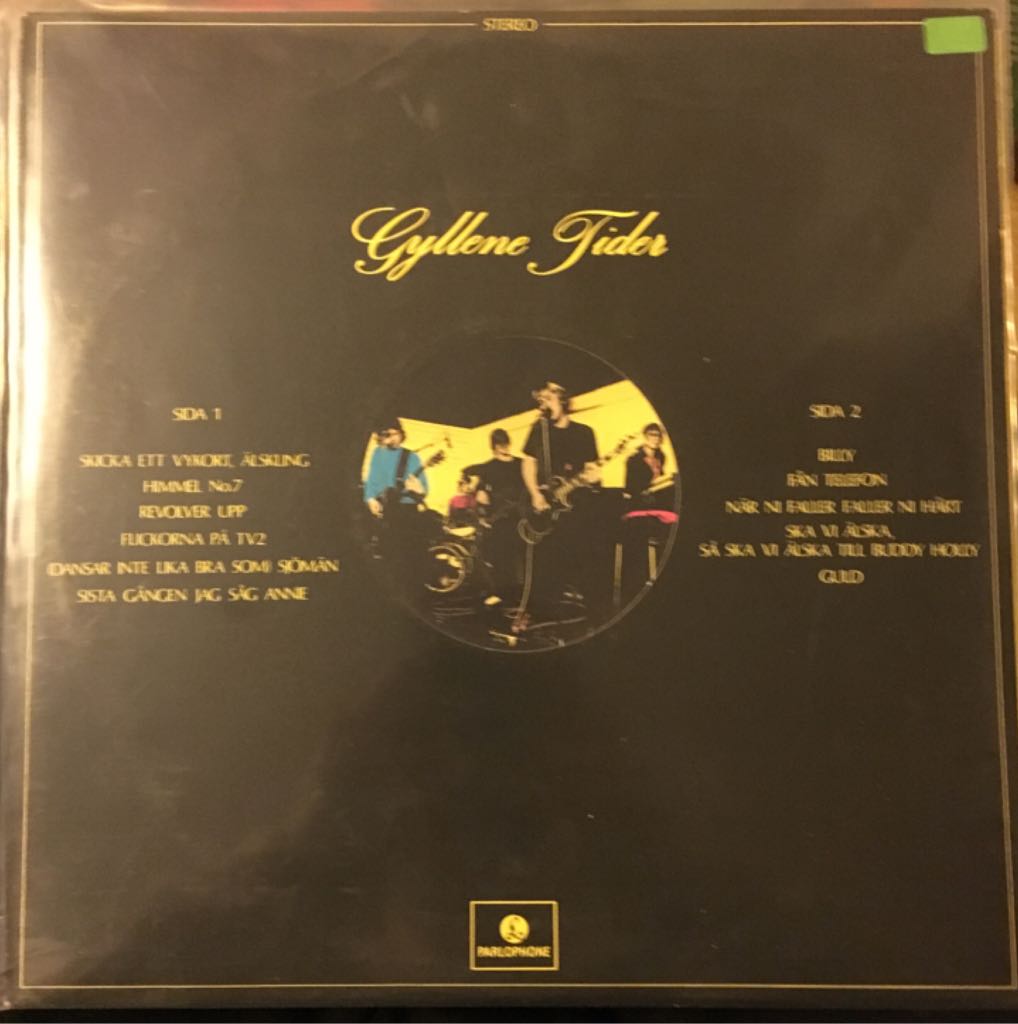 STEREO
Gyllene Tider
SIDA 1
SKICKA ETT VYKORT, ÄLSKLING
HIMMEL No.7
REVOLVER UPP
FLICKORNA PÅ TV2
(DANSAR INTE LIKA BRA SOM) SJÖMÄN
SISTA GÅNGEN JAG SÅG ANNIE
SIDA 2
BILLY
FÅN TELEFON
NÄR NI FALLER FALLER NI HÅRT
SKA VI ÄLSKA,
SÅ SKA VI ÄLSKA TILL BUDDY HOLLY
GULD
PARLOPHONE